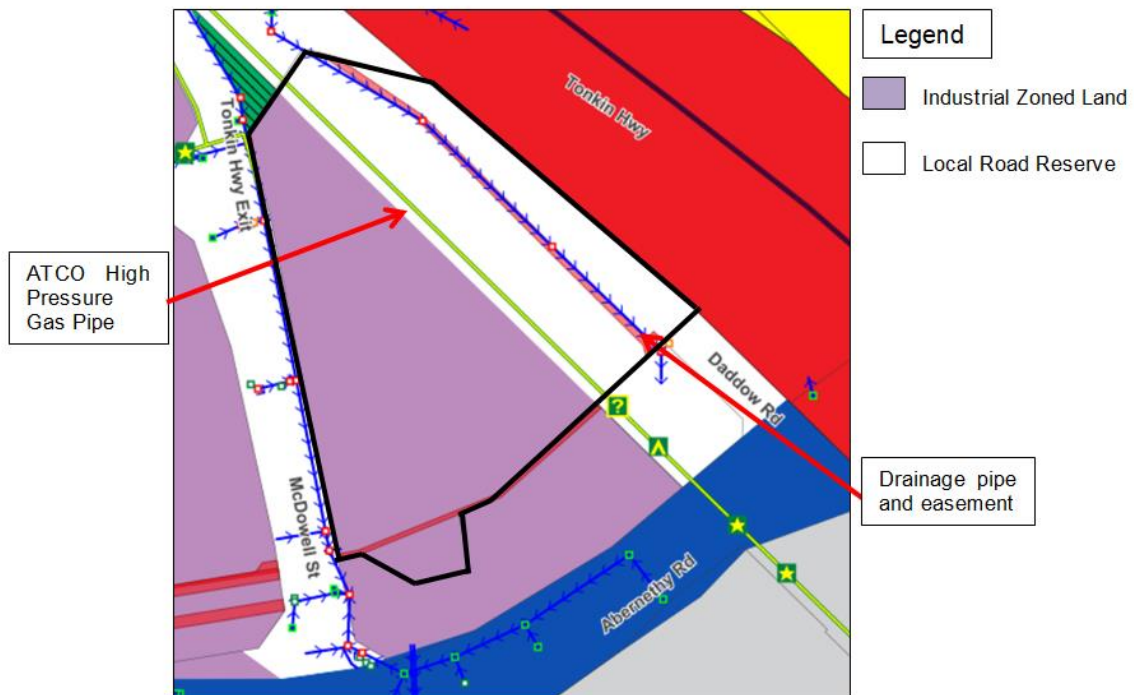 Legend
Industrial Zoned Land
Local Road Reserve
Tonkin Hwy
Tonkin Hwy Exit
ATCO High
Pressure
Gas Pipe
?
Daddow Rd
McDowell St
Abernethy Rd
Drainage pipe
and easement